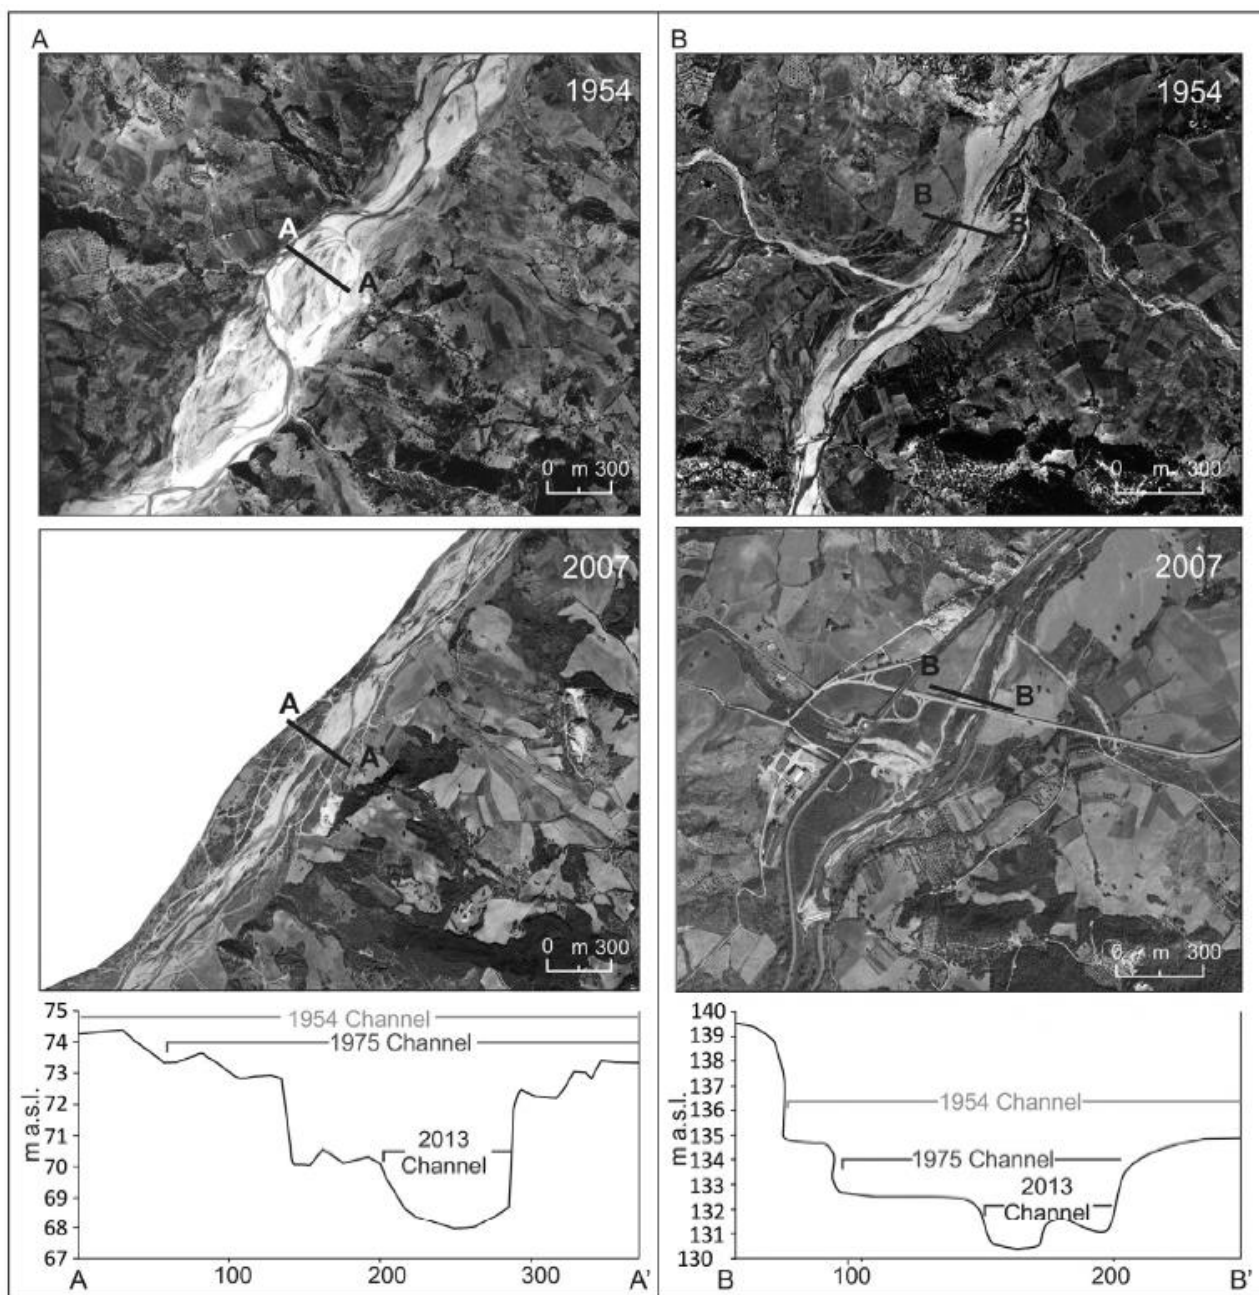 A
1954
A
A'
0 m 300
2007
A
A'
0 m 300
75
74
73
72
71
70
69
68
67
m a.s.l.
1954 Channel
1975 Channel
2013
Channel
A
100
200
300
A'
B
1954
B
B'
0 m 300
2007
B
B'
0 m 300
140
139
138
137
136
135
134
133
132
131
130
m a.s.l.
1954 Channel
1975 Channel
2013
Channel
B
100
200
B'